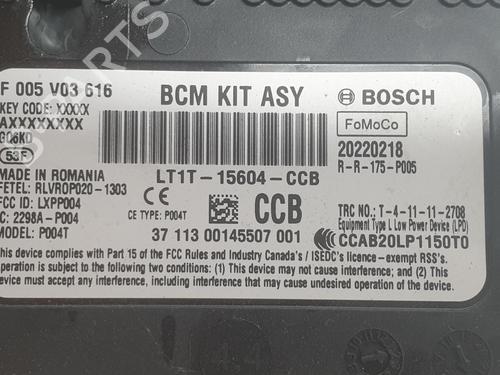 F 005 V03 616
BCM KIT ASY
BOSCH
KEY CODE: XXXXX
AXXXXXXXX
GQ6KD
53F
FoMoCo
20220218
R-R-175-P005
MADE IN ROMANIA
LT1T-15604-CCB
FETEL: RLVROP020-1303
FCC ID: LXPP004
C: 2298A-P004
MODEL: P004T
CE
CE TYPE: P004T
CCB
37 113 00145507 001
TRC NO.: T-4-11-11-2708
Equipment Type L Low Power Device (LPD)
CCAB20LP1150T0
This device complies with Part 15 of the FCC Rules and Industry Canada's / ISEDC's licence - exempt RSS's.
Operation is subject to the following two conditions: (1) This device may not cause interference, and (2) This
device must accept any interference, including interference that may cause undesired operation of the device.